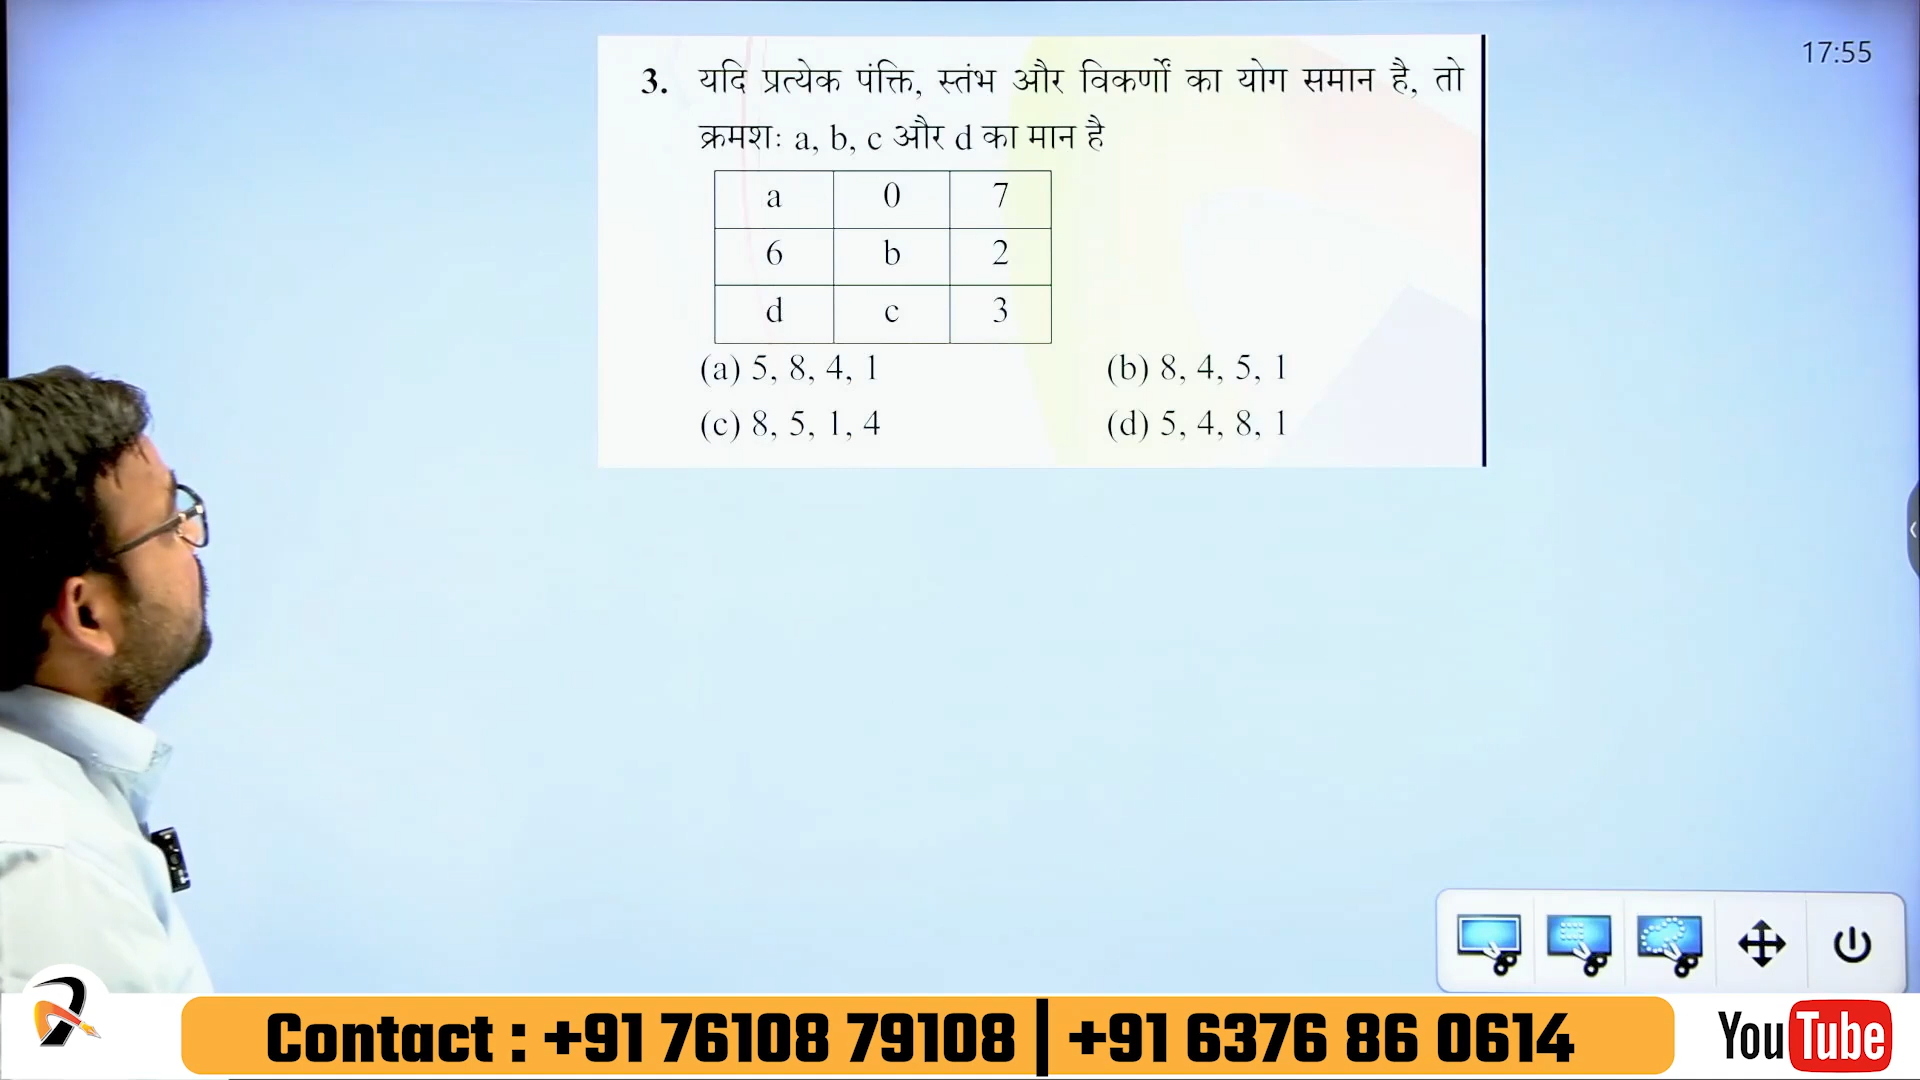 17:55
3. यदि प्रत्येक पंक्ति, स्तंभ और विकर्णों का योग समान है, तो
क्रमशः a, b, c और d का मान है
a 0 7
6 b 2
d c 3
(a) 5, 8, 4, 1 (b) 8, 4, 5, 1
(c) 8, 5, 1, 4 (d) 5, 4, 8, 1
Contact : +91 76108 79108 | +91 6376 86 0614
YouTube